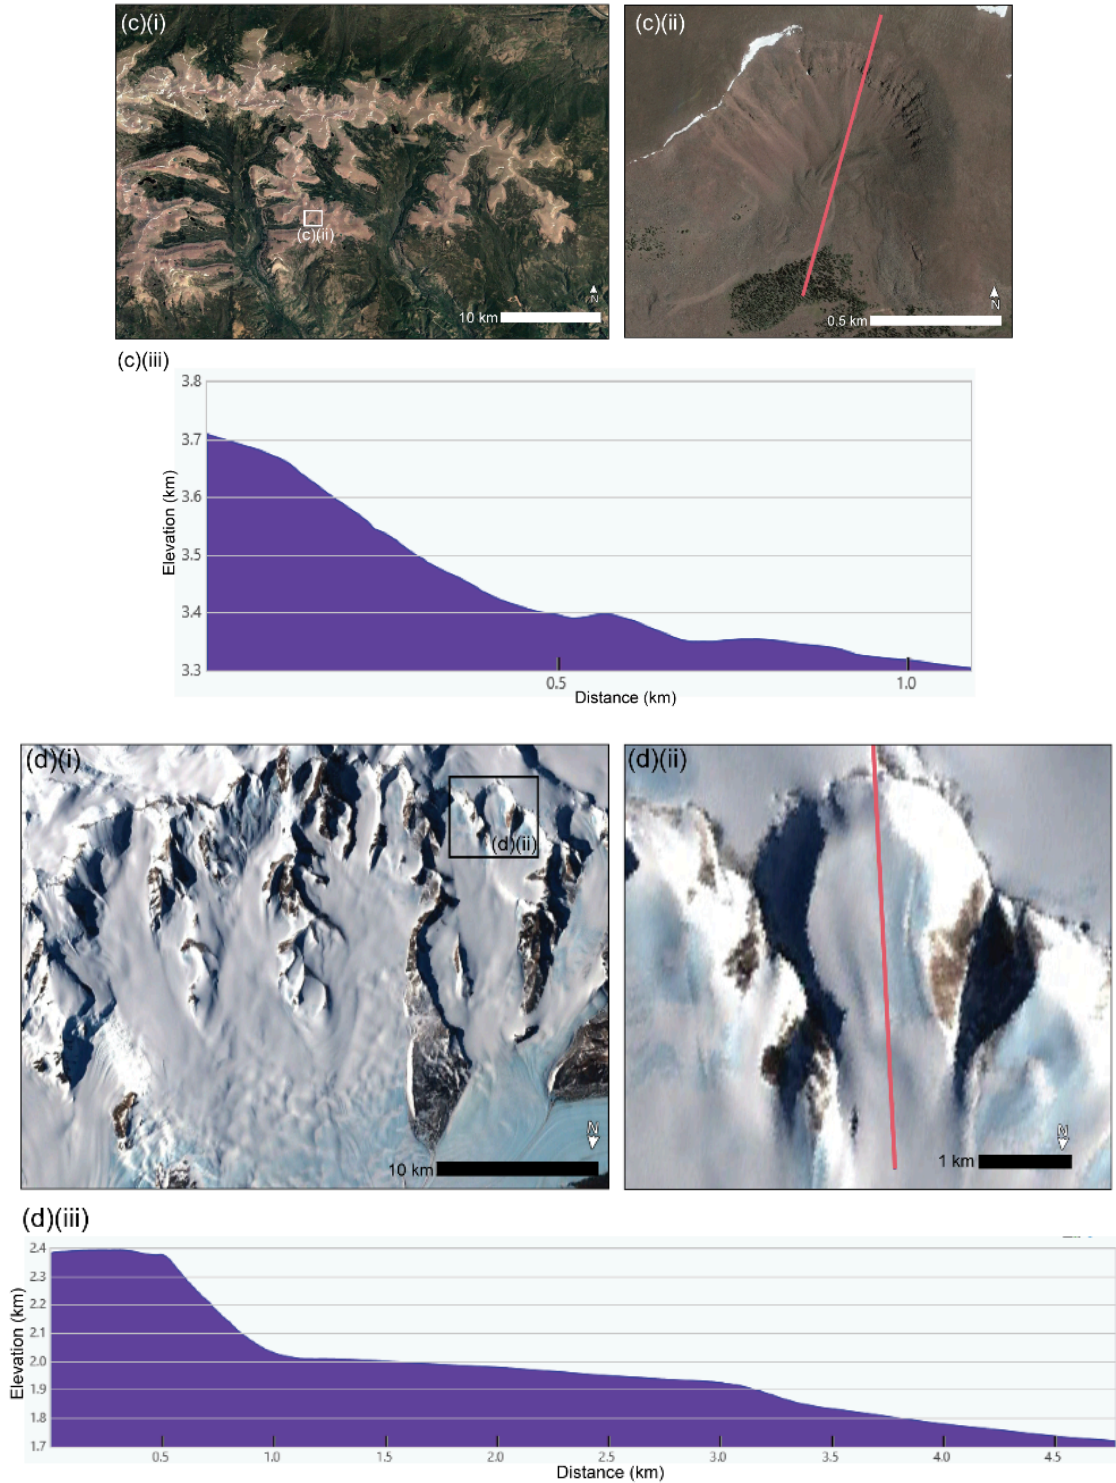 (c)(i)
(c)(ii)
N
10 km
(c)(ii)
N
0.5 km
(c)(iii)
3.8
3.7
3.6
3.5
3.4
3.3
Elevation (km)
0.5
1.0
Distance (km)
(d)(i)
(d)(ii)
N
10 km
(d)(ii)
N
1 km
(d)(iii)
2.4
2.3
2.2
2.1
2.0
1.9
1.8
1.7
Elevation (km)
0.5
1.0
1.5
2.0
2.5
3.0
3.5
4.0
4.5
Distance (km)